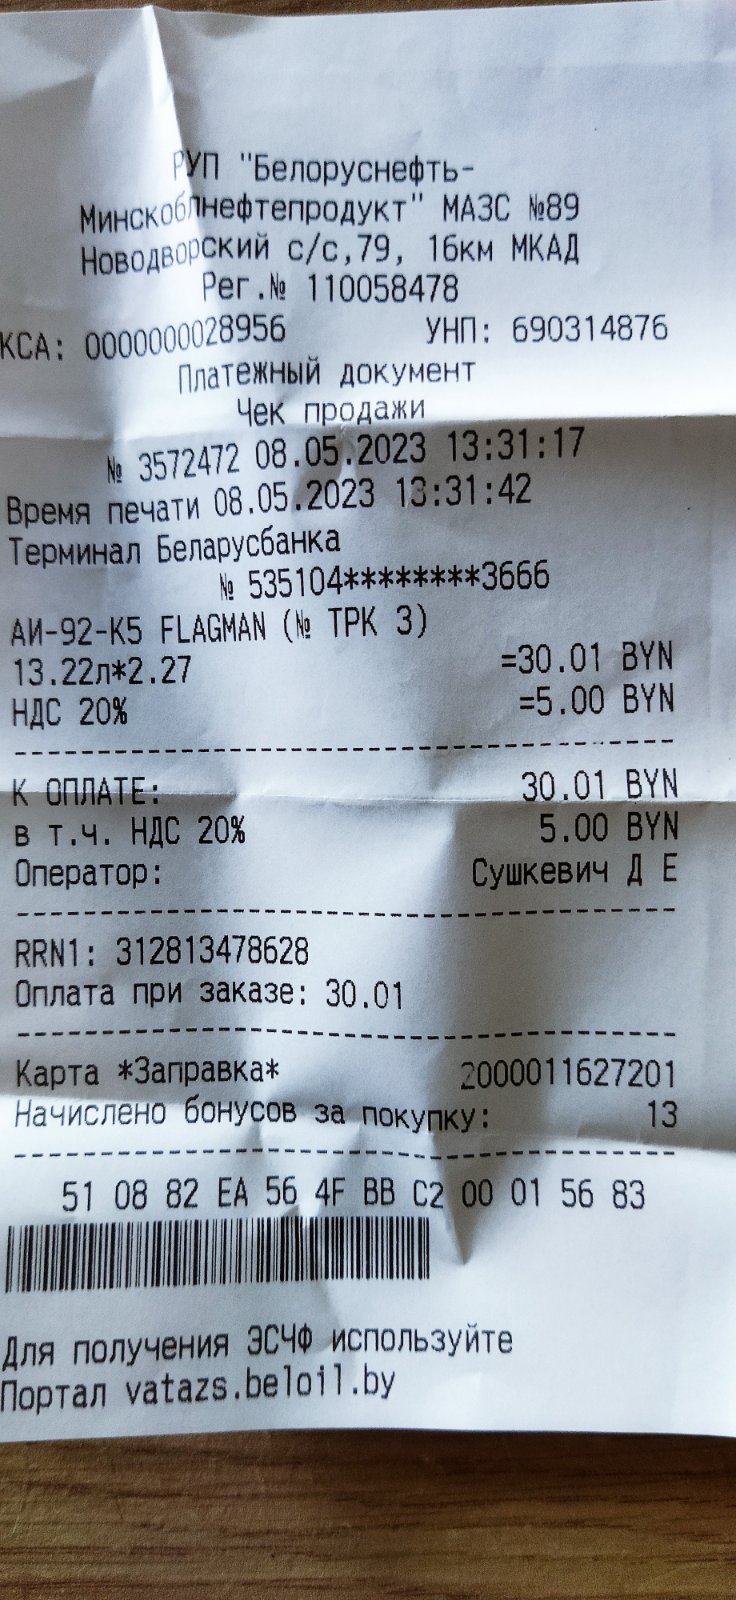 РУП "Белоруснефть-
Минскоблнефтепродукт" МАЗС №89
Новодворский с/с,79, 16км МКАД
Рег.№ 110058478
КСА: 0000000028956 УНП: 690314876
Платежный документ
Чек продажи
№ 3572472 08.05.2023 13:31:17
Время печати 08.05.2023 13:31:42
Терминал Беларусбанка
№ 535104********3666
АИ-92-К5 FLAGMAN (№ ТРК 3)
13.22л*2.27 =30.01 BYN
НДС 20% =5.00 BYN
К ОПЛАТЕ: 30.01 BYN
в т.ч. НДС 20% 5.00 BYN
Оператор: Сушкевич Д Е
RRN1: 312813478628
Оплата при заказе: 30.01
Карта *Заправка* 2000011627201
Начислено бонусов за покупку: 13
51 08 82 EA 56 4F BB C2 00 01 56 83
Для получения ЭСЧФ используйте
Портал vatazs.beloil.by